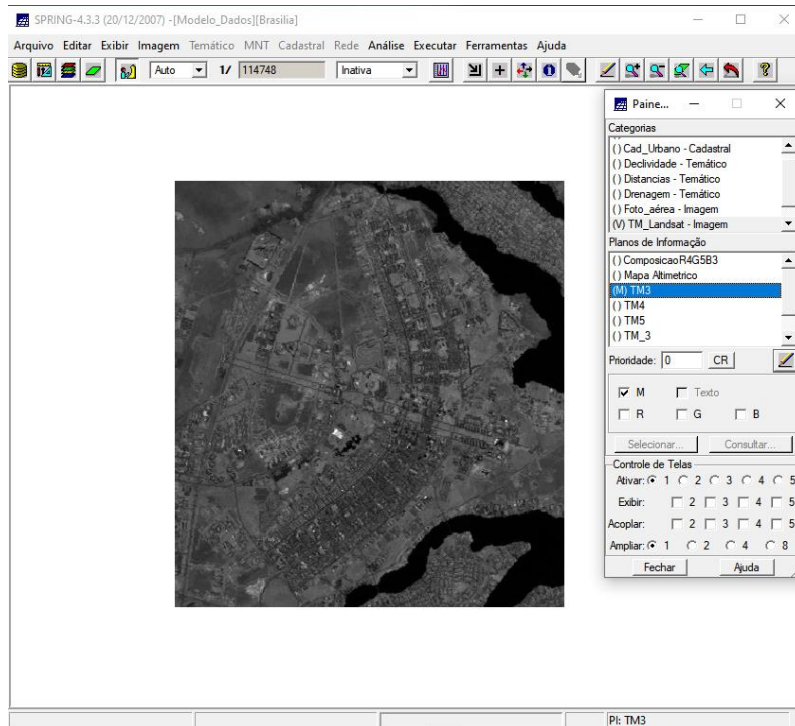 SPRING-4.3.3 (20/12/2007) -[Modelo_Dados][Brasilia]
Arquivo Editar Exibir Imagem Temático MNT Cadastral Rede Análise Executar Ferramentas Ajuda
Auto 1/ 114748 Inativa
Paine...
Categorias
() Cad_Urbano - Cadastral
() Declividade - Temático
() Distancias - Temático
() Drenagem - Temático
() Foto_aérea - Imagem
(V) TM_Landsat - Imagem
Planos de Informação
() ComposicaoR4G5B3
() Mapa Altimetrico
(M) TM3
() TM4
() TM5
() TM_3
Prioridade: 0 CR
M Texto
R G B
Selecionar... Consultar...
Controle de Telas
Ativar: 1 2 3 4 5
Exibir: 2 3 4 5
Acoplar: 2 3 4 5
Ampliar: 1 2 4 8
Fechar Ajuda
PI: TM3